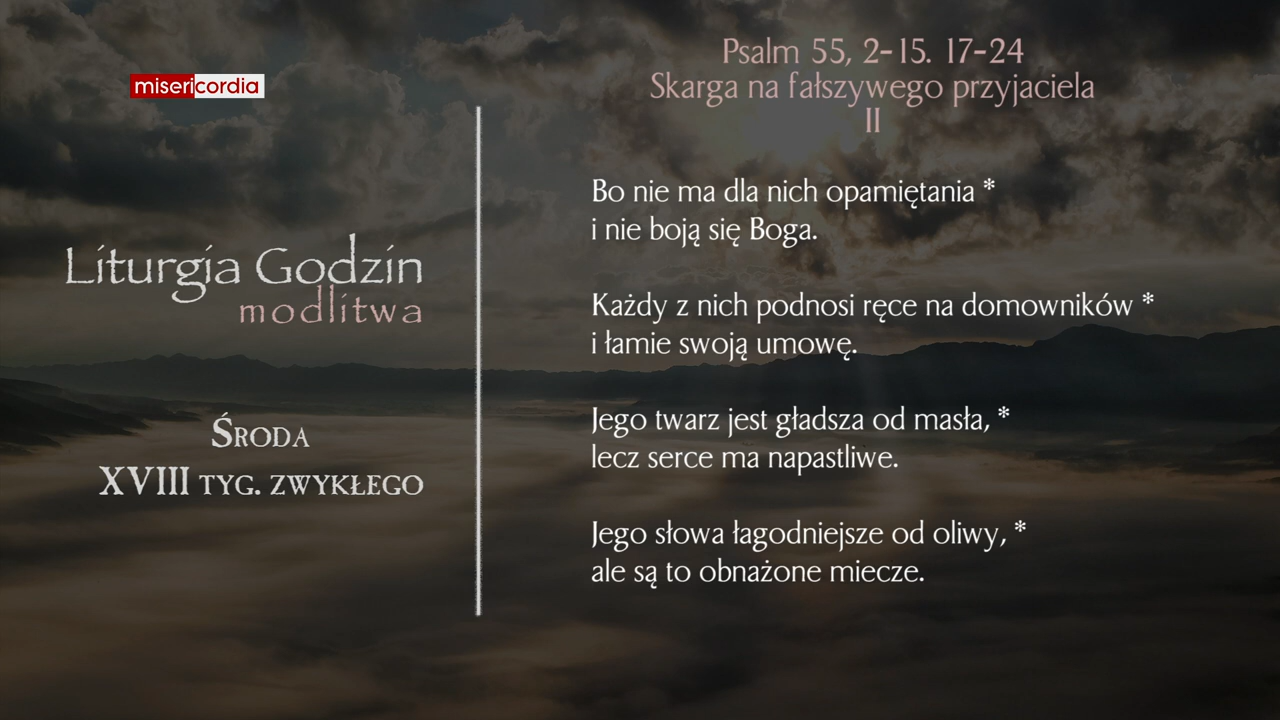 misericordia
Liturgia Godzin
modlitwa
Środa
XVIII tyg. zwykłego
Psalm 55, 2-15. 17-24
Skarga na fałszywego przyjaciela
II
Bo nie ma dla nich opamiętania *
i nie boją się Boga.
Każdy z nich podnosi ręce na domowników *
i łamie swoją umowę.
Jego twarz jest gładsza od masła, *
lecz serce ma napastliwe.
Jego słowa łagodniejsze od oliwy, *
ale są to obnażone miecze.